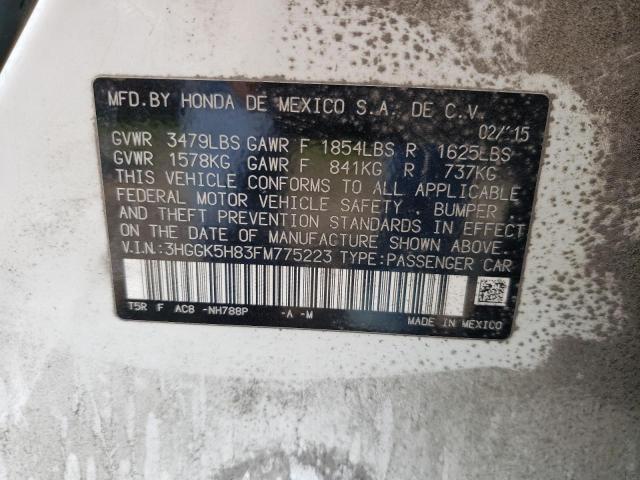 MFD.BY HONDA DE MEXICO S.A. DE C.V.
02/'15
GVWR 3479LBS GAWR F 1854LBS R 1625LBS
GVWR 1578KG GAWR F 841KG R 737KG
THIS VEHICLE CONFORMS TO ALL APPLICABLE
FEDERAL MOTOR VEHICLE SAFETY, BUMPER,
AND THEFT PREVENTION STANDARDS IN EFFECT
ON THE DATE OF MANUFACTURE SHOWN ABOVE.
V.I.N.:3HGGK5H83FM775223 TYPE:PASSENGER CAR
T5R F AC8 -NH788P -A -M
MADE IN MEXICO